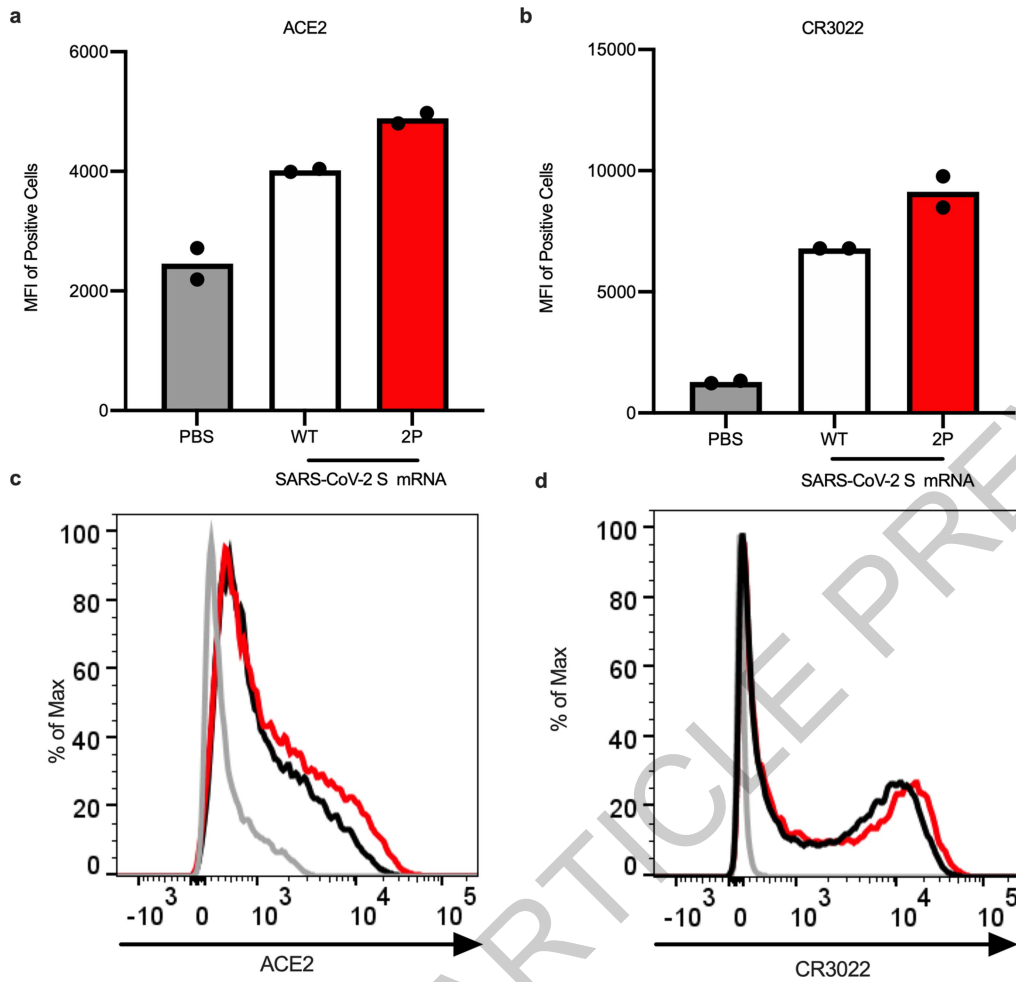 a
ACE2
MFI of Positive Cells
6000
4000
2000
0
PBS
WT
2P
SARS-CoV-2 S mRNA
b
CR3022
MFI of Positive Cells
15000
10000
5000
0
PBS
WT
2P
SARS-CoV-2 S mRNA
c
% of Max
100
80
60
40
20
0
-10 3
0
10 3
10 4
10 5
ACE2
d
% of Max
100
80
60
40
20
0
-10 3
0
10 3
10 4
10 5
CR3022
ARTICLE PRE